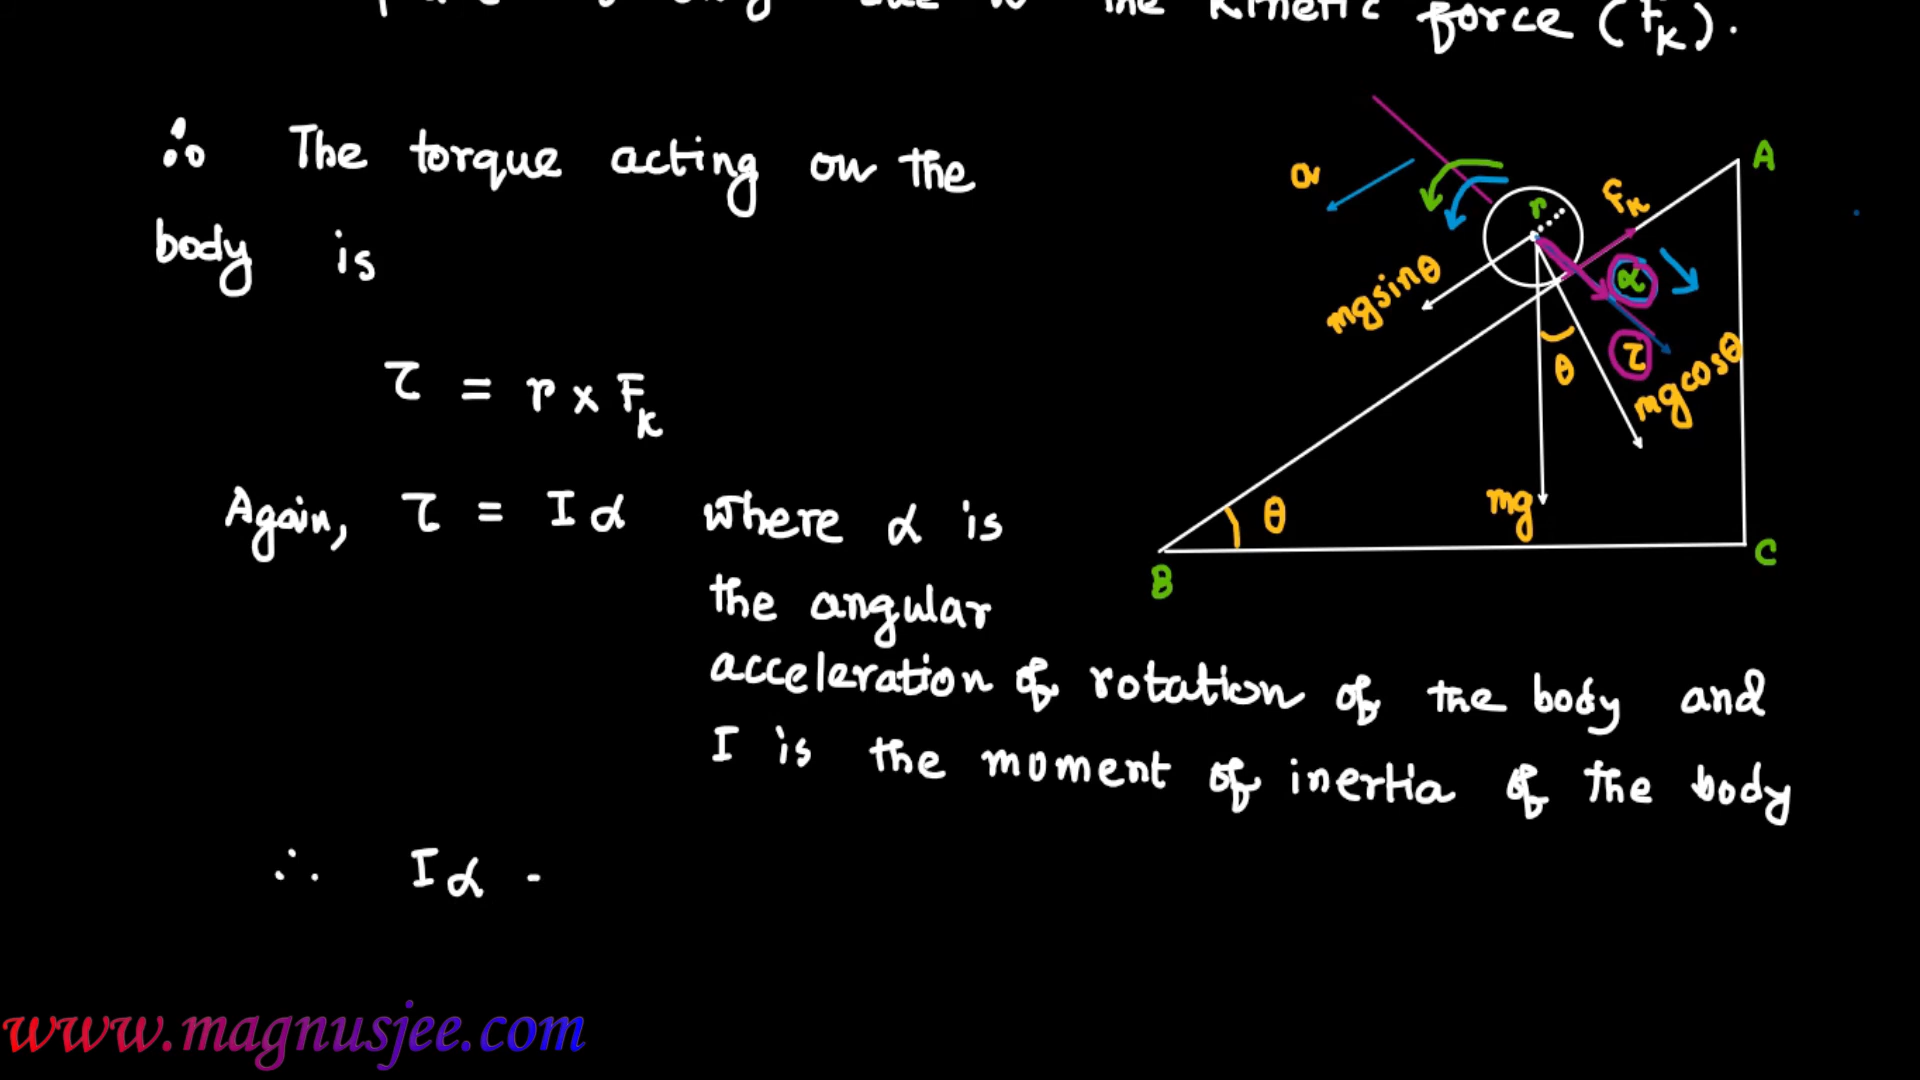 the Kinetic force (Fk).
∴ The torque acting on the
body is
τ = r x Fk
Again, τ = Iα where α is
the angular
acceleration of rotation of the body and
I is the moment of inertia of the body
∴ Iα -
a
r
Fk
A
mgsinθ
α
τ
θ
mgcosθ
mg
θ
B
C
www.magnusjee.com